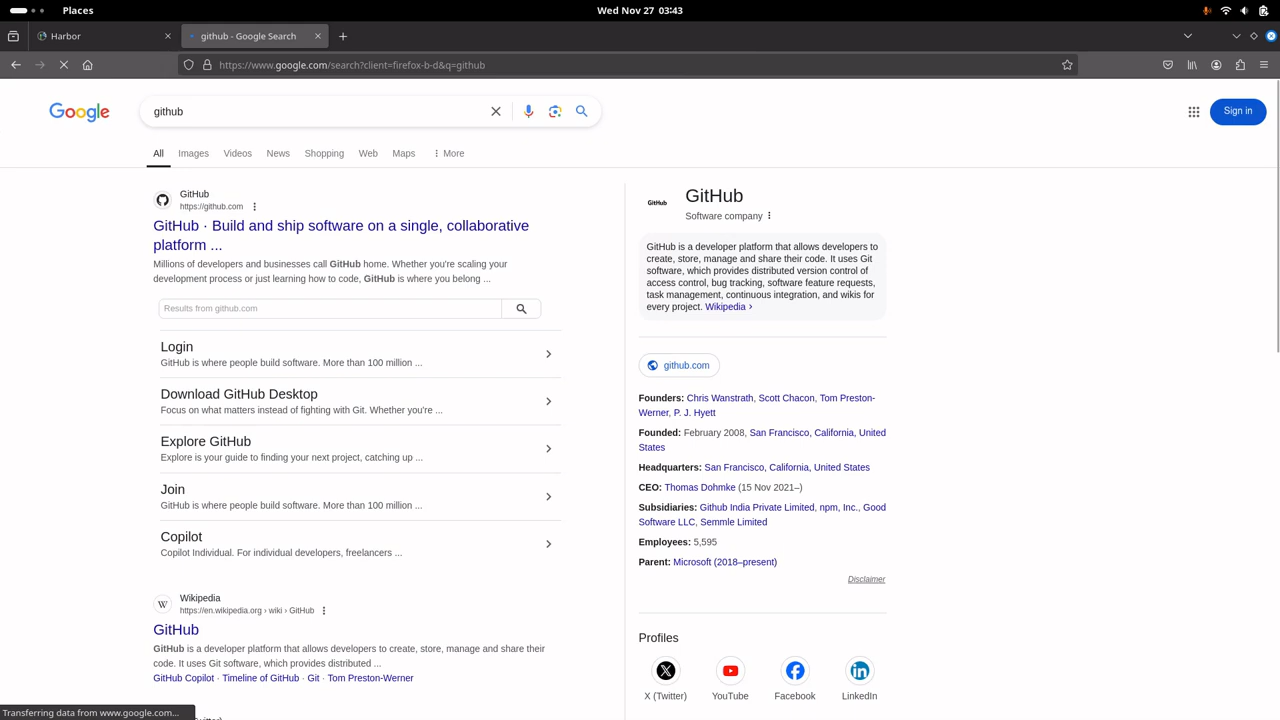 Places
Wed Nov 27 03:43
Harbor
github - Google Search
https://www.google.com/search?client=firefox-b-d&q=github
Google
github
Sign in
All Images Videos News Shopping Web Maps More
GitHub
https://github.com
GitHub · Build and ship software on a single, collaborative
platform ...
Millions of developers and businesses call GitHub home. Whether you're scaling your
development process or just learning how to code, GitHub is where you belong ...
Results from github.com
Login
GitHub is where people build software. More than 100 million ...
Download GitHub Desktop
Focus on what matters instead of fighting with Git. Whether you're ...
Explore GitHub
Explore is your guide to finding your next project, catching up ...
Join
GitHub is where people build software. More than 100 million ...
Copilot
Copilot Individual. For individual developers, freelancers ...
W
Wikipedia
https://en.wikipedia.org › wiki › GitHub
GitHub
GitHub is a developer platform that allows developers to create, store, manage and share their
code. It uses Git software, which provides distributed ...
GitHub Copilot · Timeline of GitHub · Git · Tom Preston-Werner
GitHub
GitHub
Software company
GitHub is a developer platform that allows developers to
create, store, manage and share their code. It uses Git
software, which provides distributed version control of
access control, bug tracking, software feature requests,
task management, continuous integration, and wikis for
every project. Wikipedia ›
github.com
Founders: Chris Wanstrath, Scott Chacon, Tom Preston-
Werner, P. J. Hyett
Founded: February 2008, San Francisco, California, United
States
Headquarters: San Francisco, California, United States
CEO: Thomas Dohmke (15 Nov 2021–)
Subsidiaries: Github India Private Limited, npm, Inc., Good
Software LLC, Semmle Limited
Employees: 5,595
Parent: Microsoft (2018–present)
Disclaimer
Profiles
X (Twitter) YouTube Facebook LinkedIn
Transferring data from www.google.com...